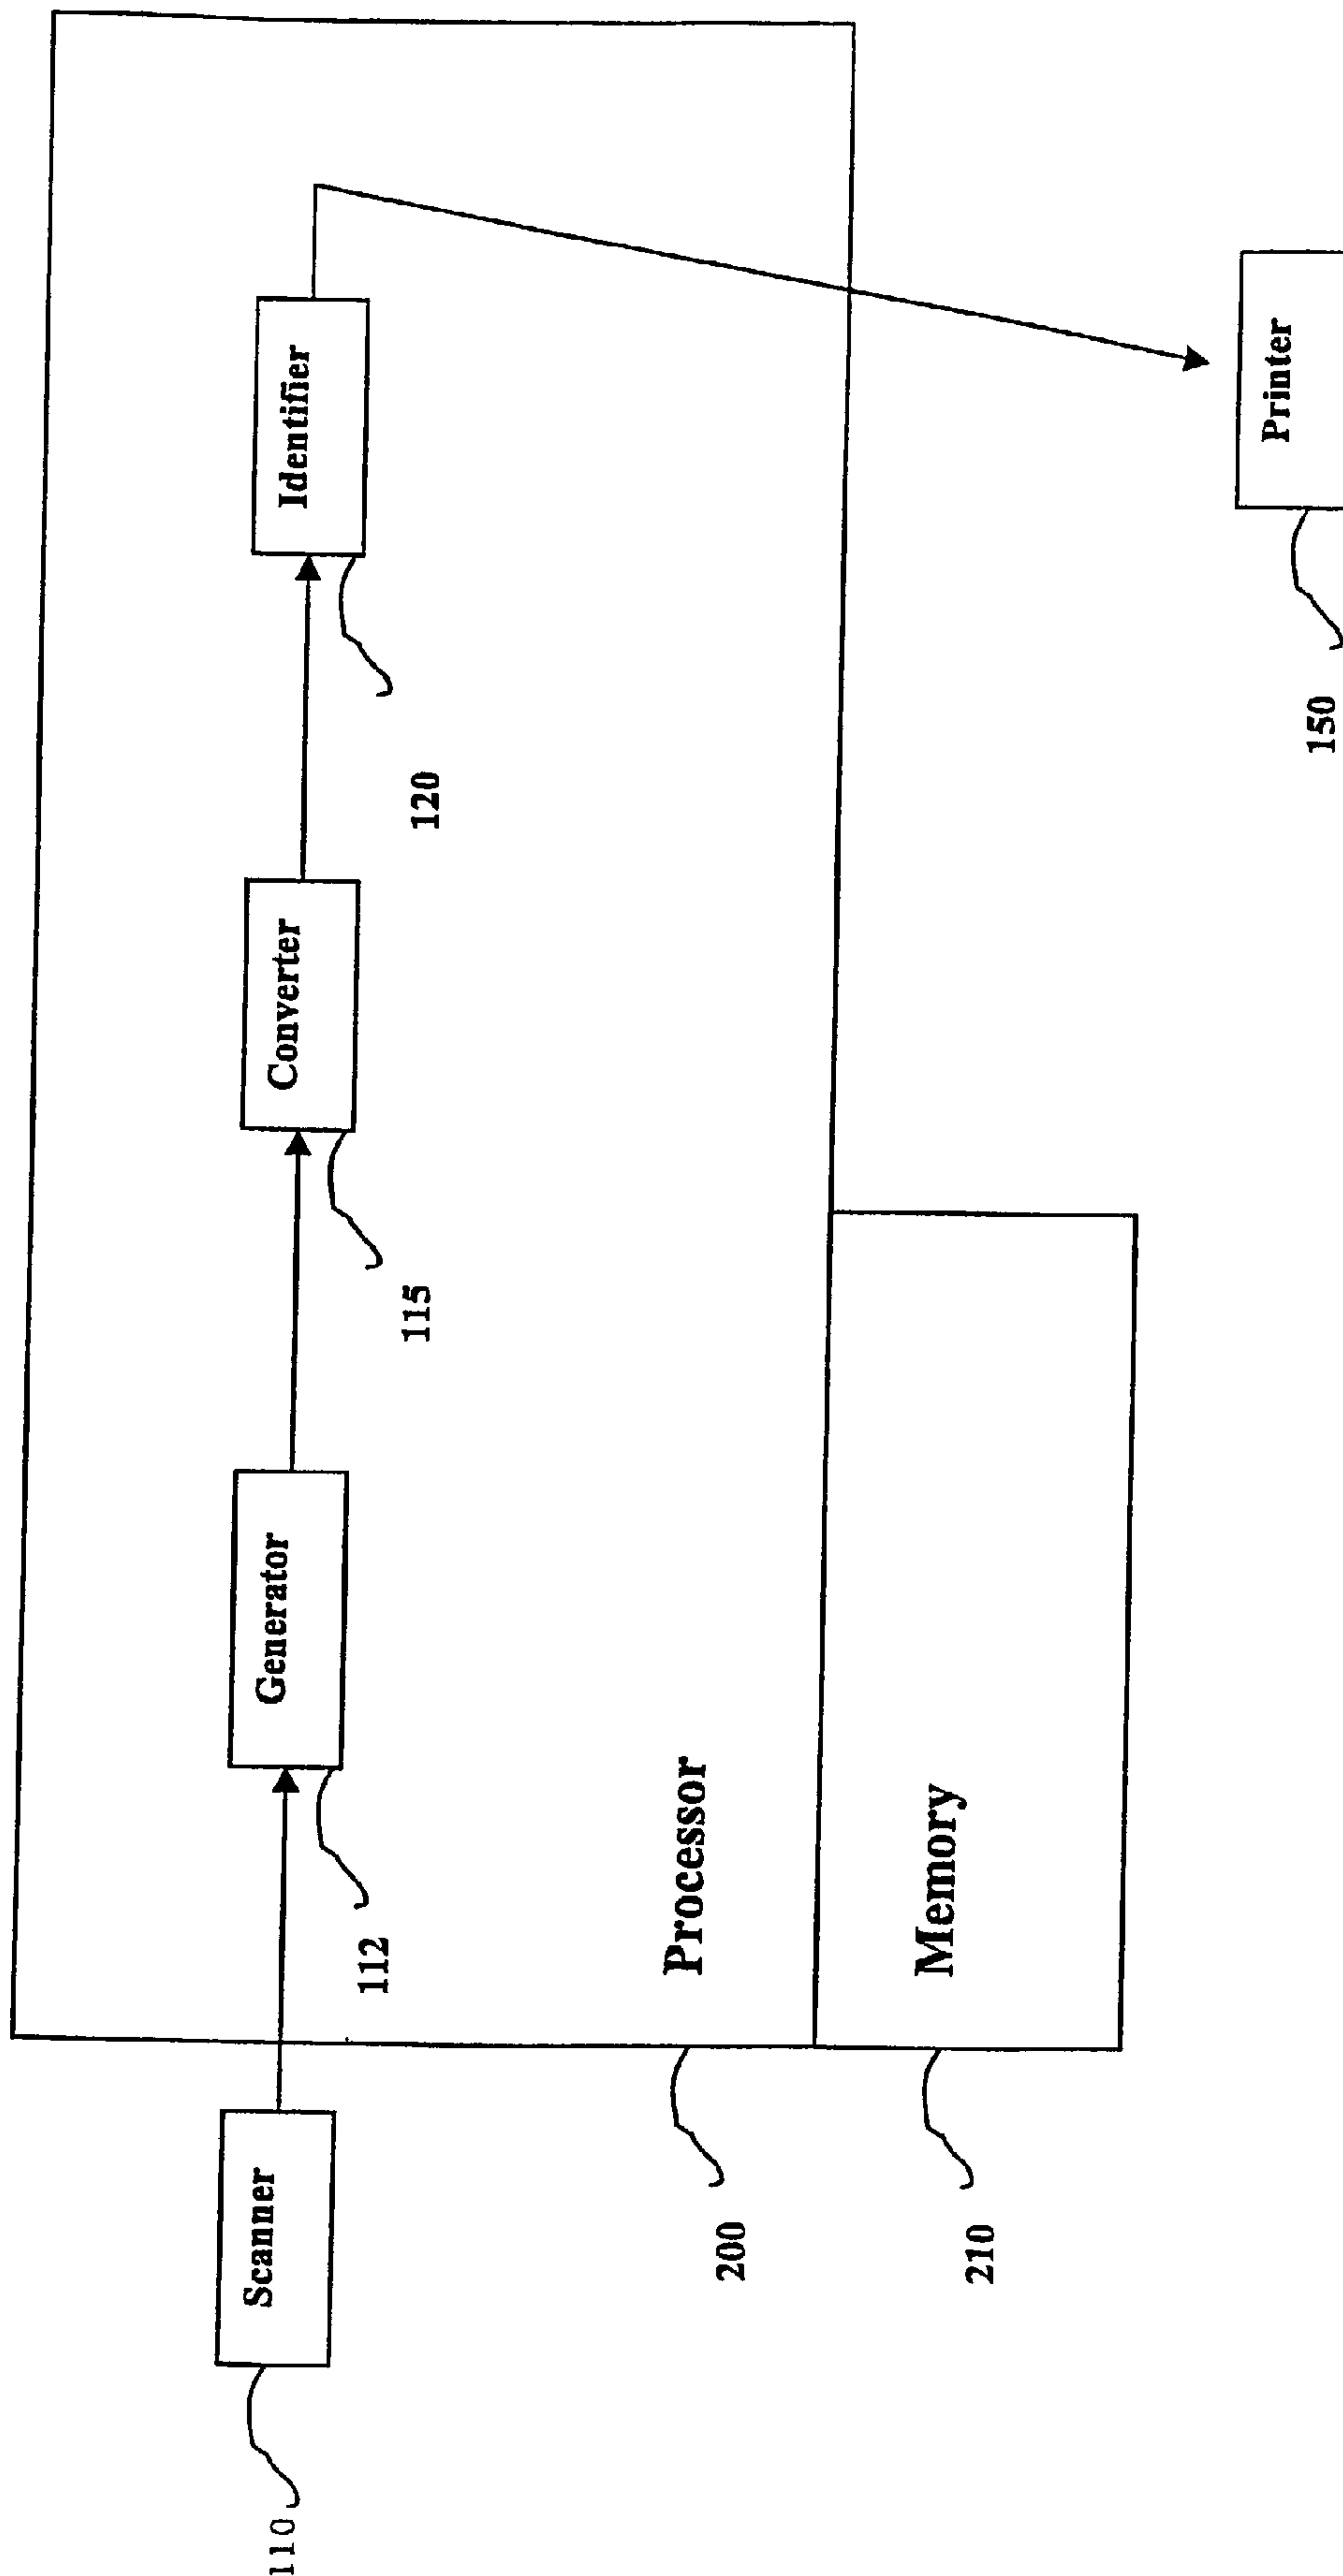 Scanner
Generator
Converter
Identifier
110
112
115
120
Processor
200
Memory
210
Printer
150